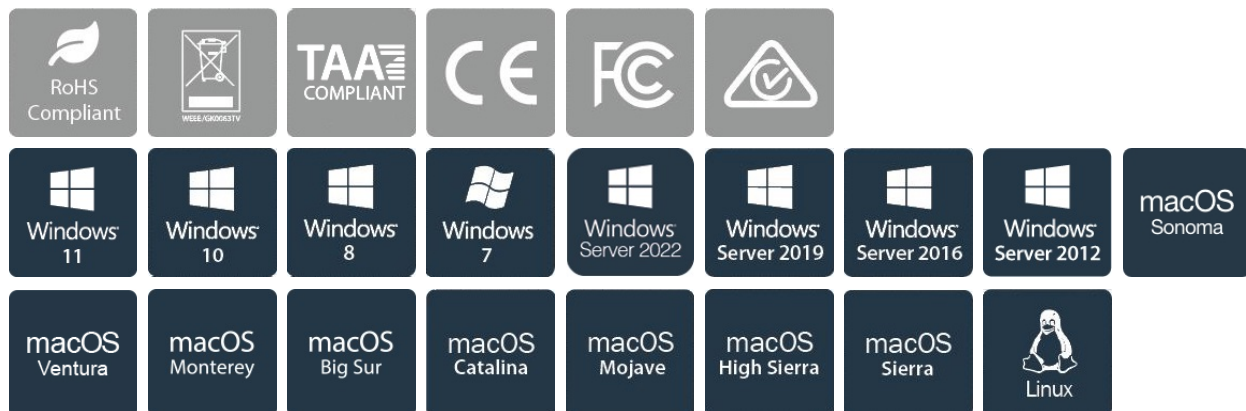 RoHS
Compliant
WEEE/GK0063TV
TAA
COMPLIANT
CE
FC
Windows
11
Windows
10
Windows
8
Windows
7
Windows
Server 2022
Windows
Server 2019
Windows
Server 2016
Windows
Server 2012
macOS
Sonoma
macOS
Ventura
macOS
Monterey
macOS
Big Sur
macOS
Catalina
macOS
Mojave
macOS
High Sierra
macOS
Sierra
Linux